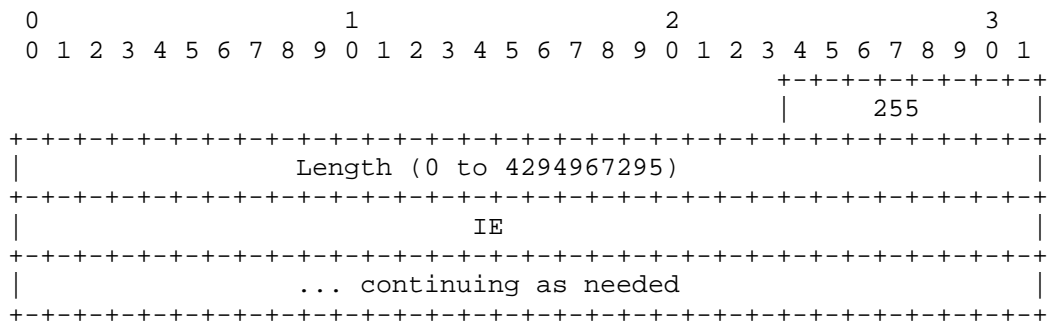 0                   1                   2                   3
 0 1 2 3 4 5 6 7 8 9 0 1 2 3 4 5 6 7 8 9 0 1 2 3 4 5 6 7 8 9 0 1
                                                +-+-+-+-+-+-+-+-+
                                                |     255       |
+-+-+-+-+-+-+-+-+-+-+-+-+-+-+-+-+-+-+-+-+-+-+-+-+-+-+-+-+-+-+-+-+
|                 Length (0 to 4294967295)                      |
+-+-+-+-+-+-+-+-+-+-+-+-+-+-+-+-+-+-+-+-+-+-+-+-+-+-+-+-+-+-+-+-+
|                            IE                                 |
+-+-+-+-+-+-+-+-+-+-+-+-+-+-+-+-+-+-+-+-+-+-+-+-+-+-+-+-+-+-+-+-+
|                 ... continuing as needed                      |
+-+-+-+-+-+-+-+-+-+-+-+-+-+-+-+-+-+-+-+-+-+-+-+-+-+-+-+-+-+-+-+-+